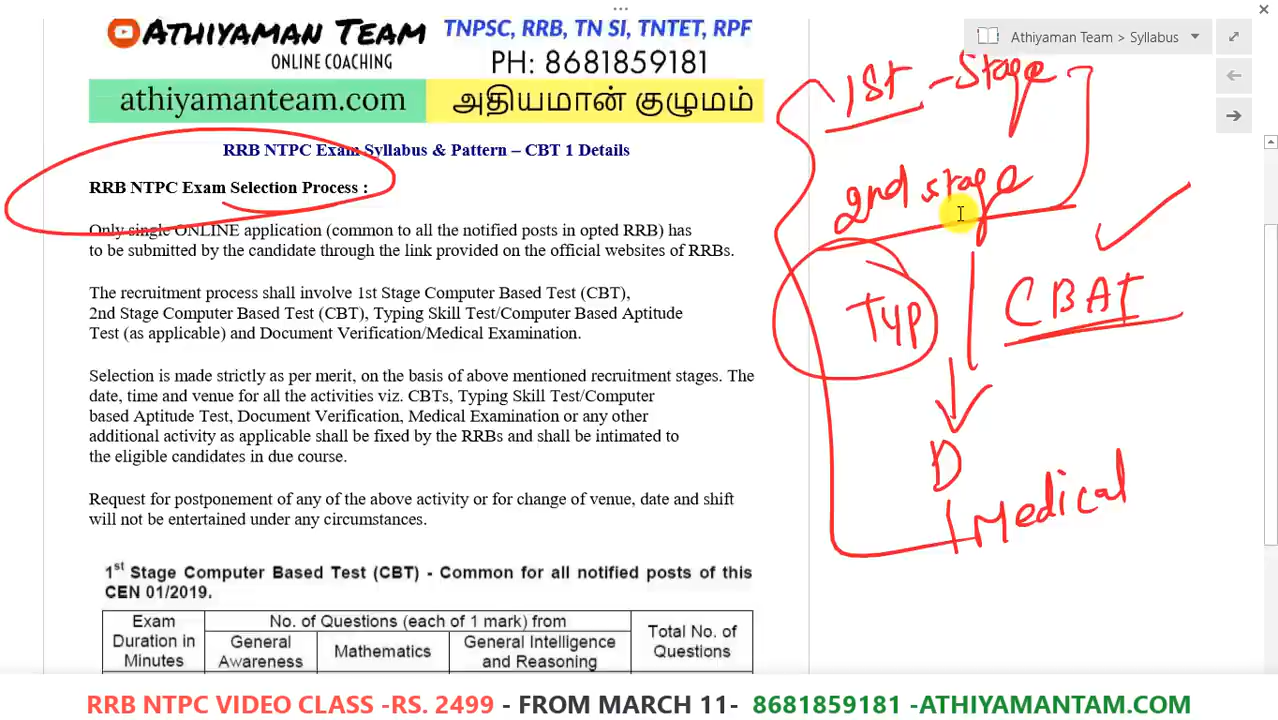 Athiyaman Team > Syllabus
ATHIYAMAN TEAM
ONLINE COACHING
TNPSC, RRB, TN SI, TNTET, RPF
PH: 8681859181
athiyamanteam.com
அதியமான் குழுமம்
RRB NTPC Exam Syllabus & Pattern – CBT 1 Details
RRB NTPC Exam Selection Process :
Only single ONLINE application (common to all the notified posts in opted RRB) has
to be submitted by the candidate through the link provided on the official websites of RRBs.
The recruitment process shall involve 1st Stage Computer Based Test (CBT),
2nd Stage Computer Based Test (CBT), Typing Skill Test/Computer Based Aptitude
Test (as applicable) and Document Verification/Medical Examination.
Selection is made strictly as per merit, on the basis of above mentioned recruitment stages. The
date, time and venue for all the activities viz. CBTs, Typing Skill Test/Computer
based Aptitude Test, Document Verification, Medical Examination or any other
additional activity as applicable shall be fixed by the RRBs and shall be intimated to
the eligible candidates in due course.
Request for postponement of any of the above activity or for change of venue, date and shift
will not be entertained under any circumstances.
1st Stage Computer Based Test (CBT) - Common for all notified posts of this
CEN 01/2019.
Exam Duration in Minutes
No. of Questions (each of 1 mark) from
General Awareness
Mathematics
General Intelligence and Reasoning
Total No. of Questions
1st - Stage
2nd stage
Typ
CBAT
D
Medical
RRB NTPC VIDEO CLASS -RS. 2499 - FROM MARCH 11- 8681859181 -ATHIYAMANTAM.COM